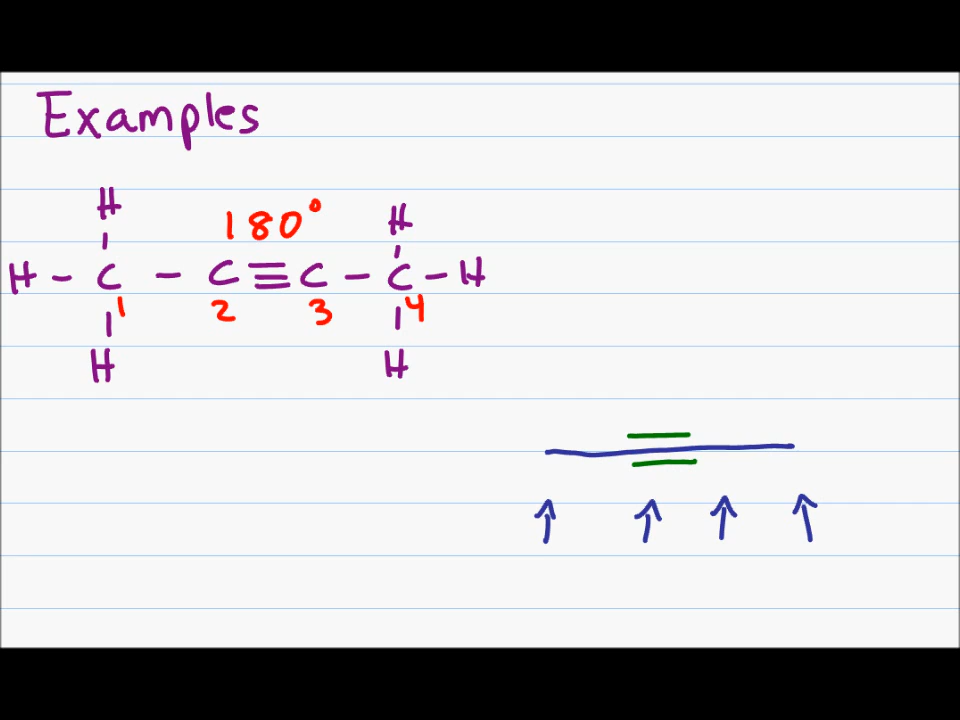 Examples
H 180° H
H - C - C ≡ C - C - H
1 2 3 4
H H